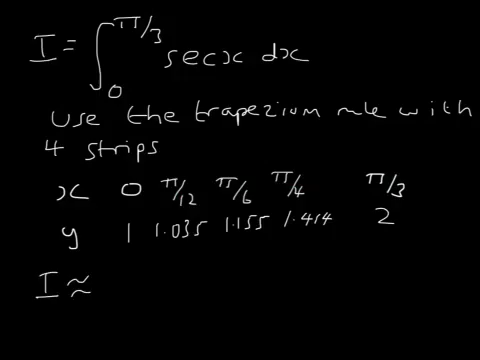 I = ∫₀^π/3 sec x dx
Use the trapezium rule with
4 strips
x 0 π/12 π/6 π/4 π/3
y 1 1.035 1.155 1.414 2
I ≈